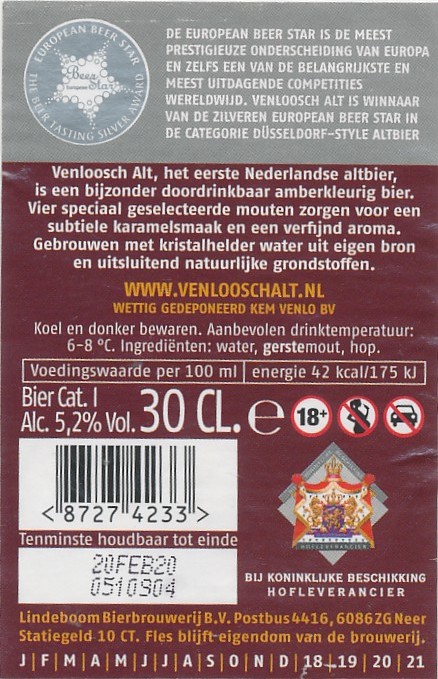 EUROPEAN BEER STAR
THE BEER TASTING SILVER AWARD
Beer
European Star
DE EUROPEAN BEER STAR IS DE MEEST
PRESTIGIEUZE ONDERSCHEIDING VAN EUROPA
EN ZELFS EEN VAN DE BELANGRIJKSTE EN
MEEST UITDAGENDE COMPETITIES
WERELDWIJD. VENLOOSCH ALT IS WINNAAR
VAN DE ZILVEREN EUROPEAN BEER STAR IN
DE CATEGORIE DÜSSELDORF-STYLE ALTBIER
Venloosch Alt, het eerste Nederlandse altbier,
is een bijzonder doordrinkbaar amberkleurig bier.
Vier speciaal geselecteerde mouten zorgen voor een
subtiele karamelsmaak en een verfijnd aroma.
Gebrouwen met kristalhelder water uit eigen bron
en uitsluitend natuurlijke grondstoffen.
WWW.VENLOOSCHALT.NL
WETTIG GEDEPONEERD KEM VENLO BV
Koel en donker bewaren. Aanbevolen drinktemperatuur:
6-8 °C. Ingrediënten: water, gerstemout, hop.
Voedingswaarde per 100 ml | energie 42 kcal/175 kJ
Bier Cat. I
Alc. 5,2% Vol. 30 CL. e 18+
<8727 4233>
Tenminste houdbaar tot einde
20FEB20
0510904
HOFLEVERANCIER
BIJ KONINKLIJKE BESCHIKKING
HOFLEVERANCIER
Lindeboom Bierbrouwerij B.V. Postbus 4416, 6086 ZG Neer
Statiegeld 10 CT. Fles blijft eigendom van de brouwerij.
J|F|M|A|M|J|J|A|S|O|N|D|18-19|20|21